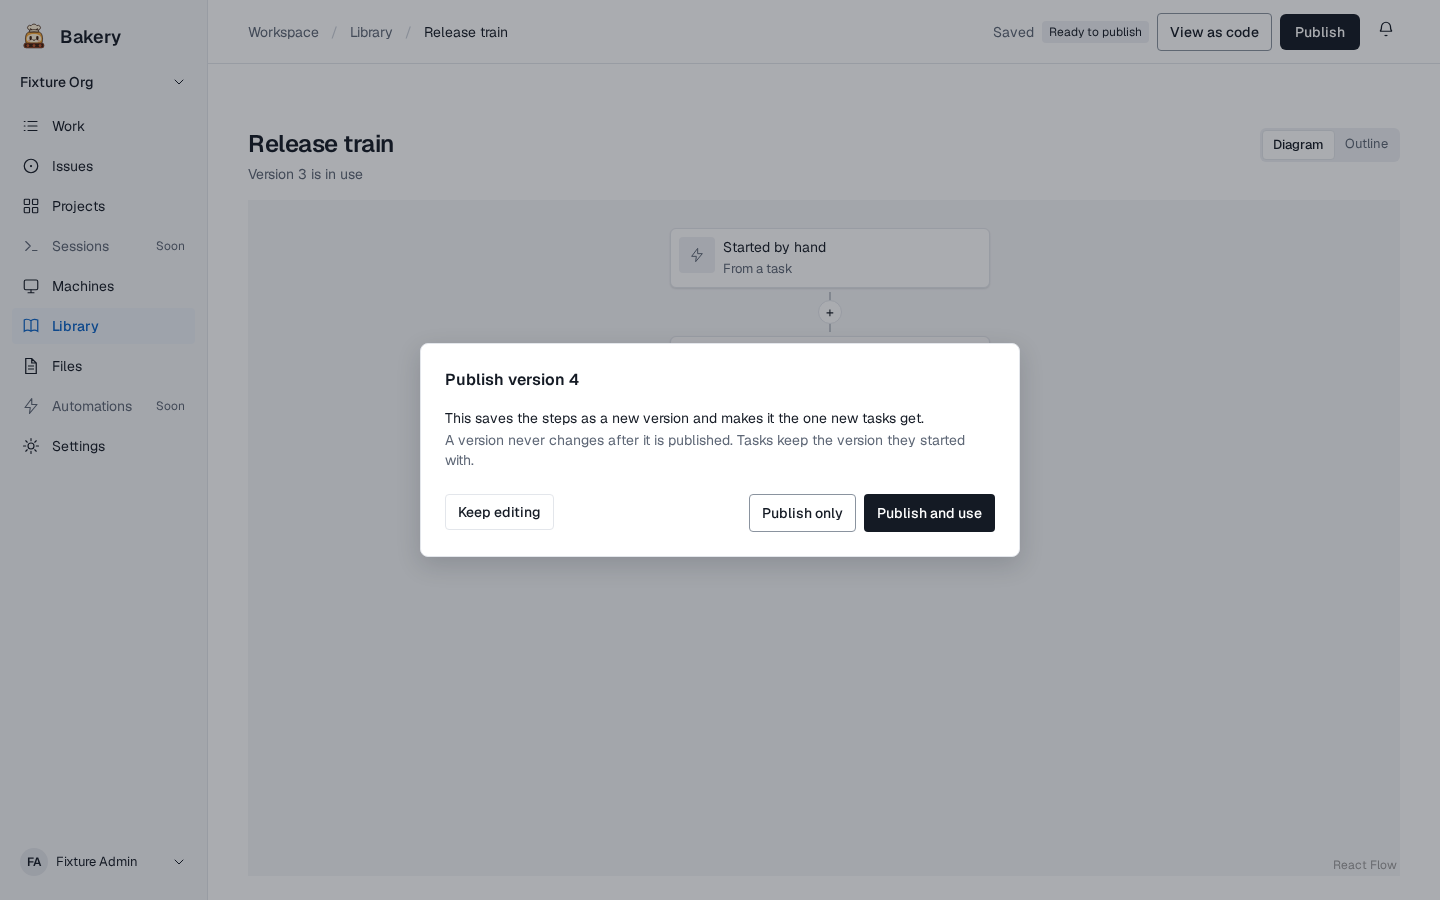 Bakery
Fixture Org
Work
Issues
Projects
Sessions Soon
Machines
Library
Files
Automations Soon
Settings
FA Fixture Admin
Workspace / Library / Release train
Saved Ready to publish View as code Publish
Release train
Version 3 is in use
Diagram Outline
Started by hand
From a task
+
Publish version 4
This saves the steps as a new version and makes it the one new tasks get.
A version never changes after it is published. Tasks keep the version they started
with.
Keep editing Publish only Publish and use
React Flow